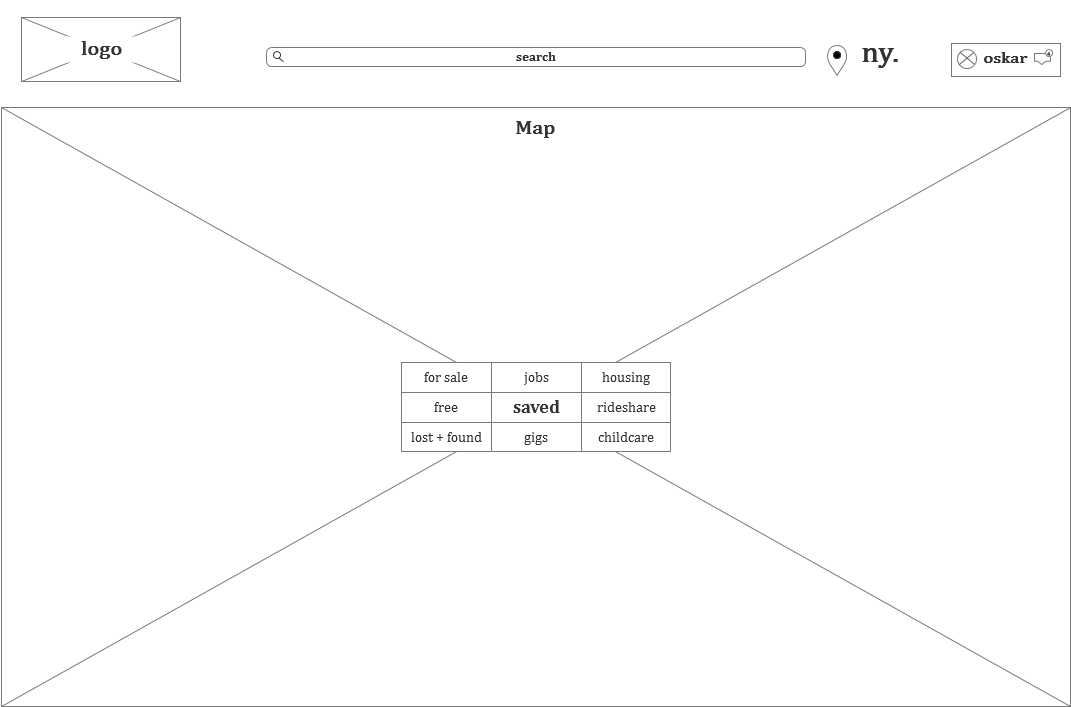 logo
search
ny.
oskar
Map
for sale
jobs
housing
free
saved
rideshare
lost + found
gigs
childcare